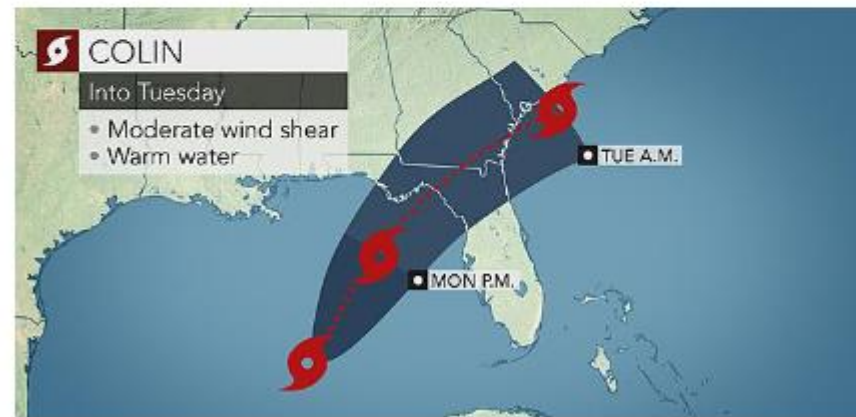 COLIN
Into Tuesday
• Moderate wind shear
• Warm water
TUE A.M.
MON P.M.